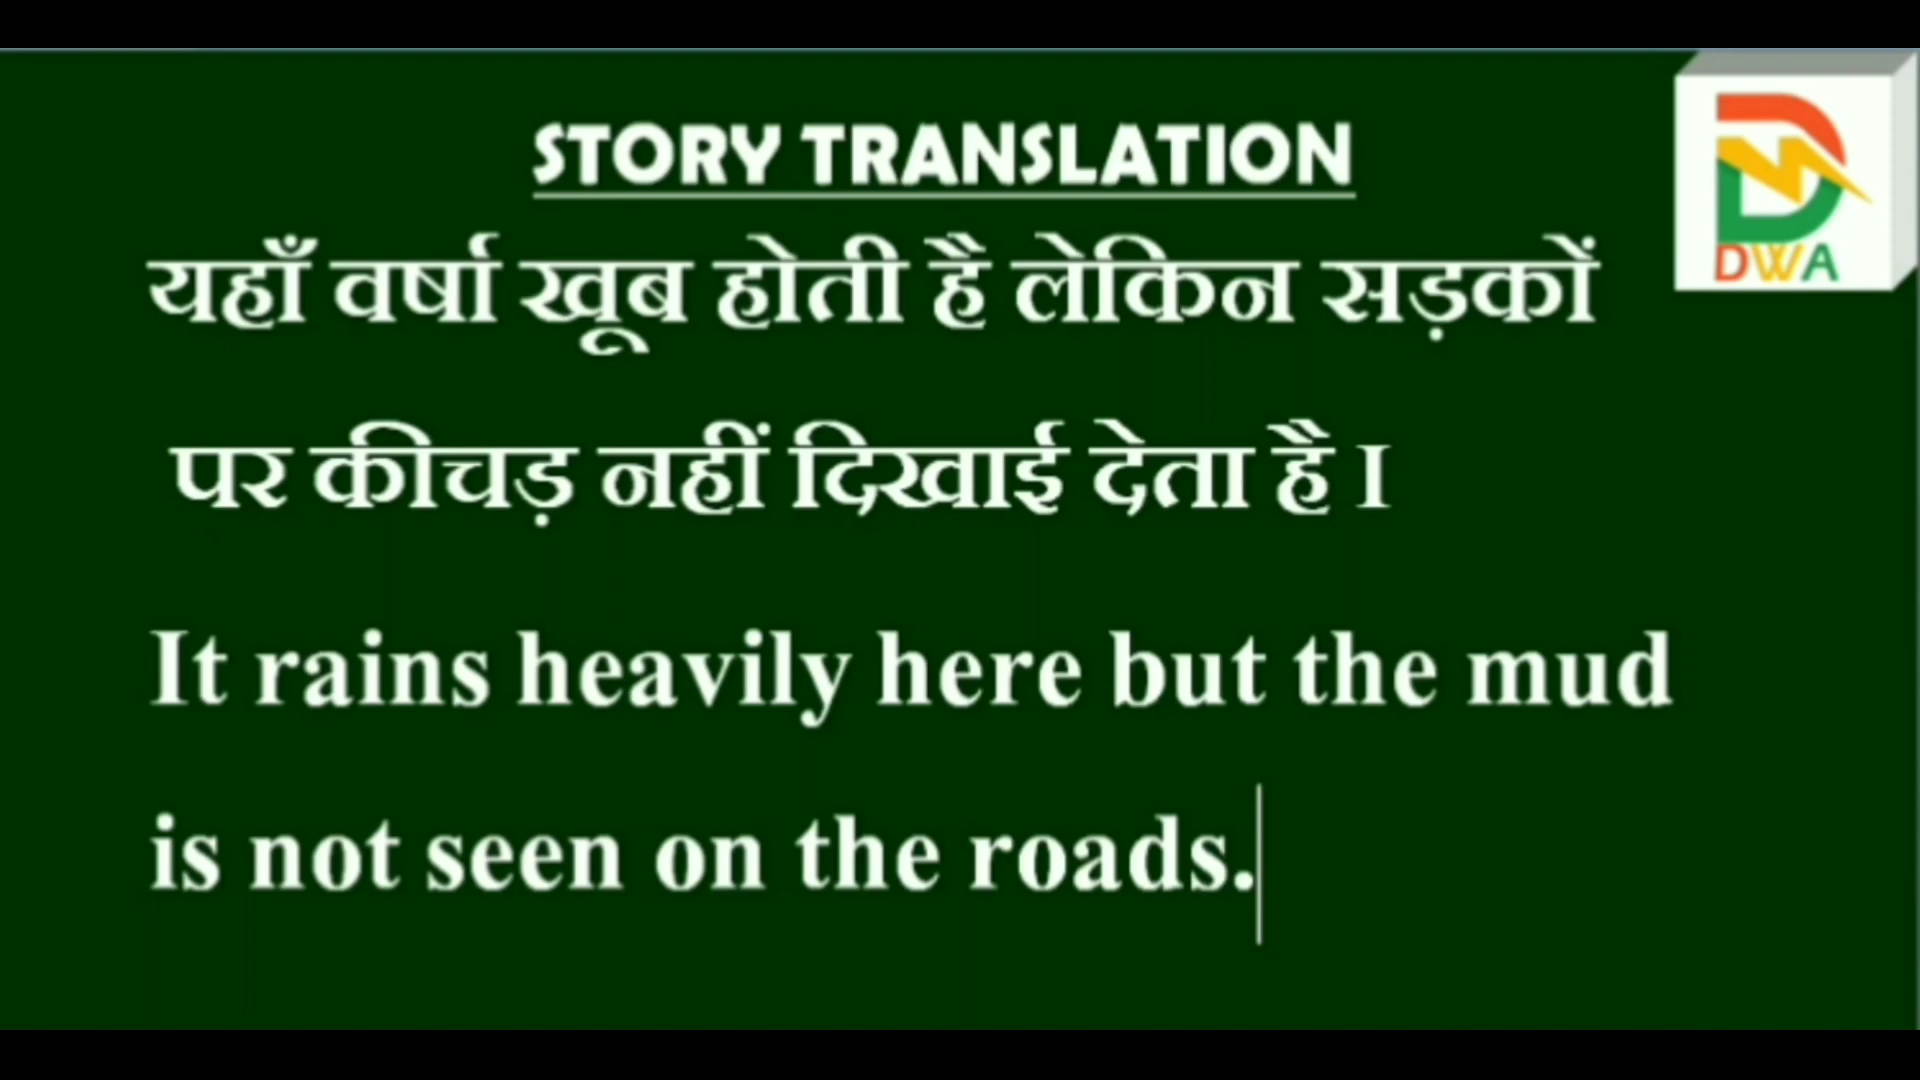 STORY TRANSLATION
यहाँ वर्षा खूब होती है लेकिन सड़कों
पर कीचड़ नहीं दिखाई देता है I
It rains heavily here but the mud
is not seen on the roads.
DWA